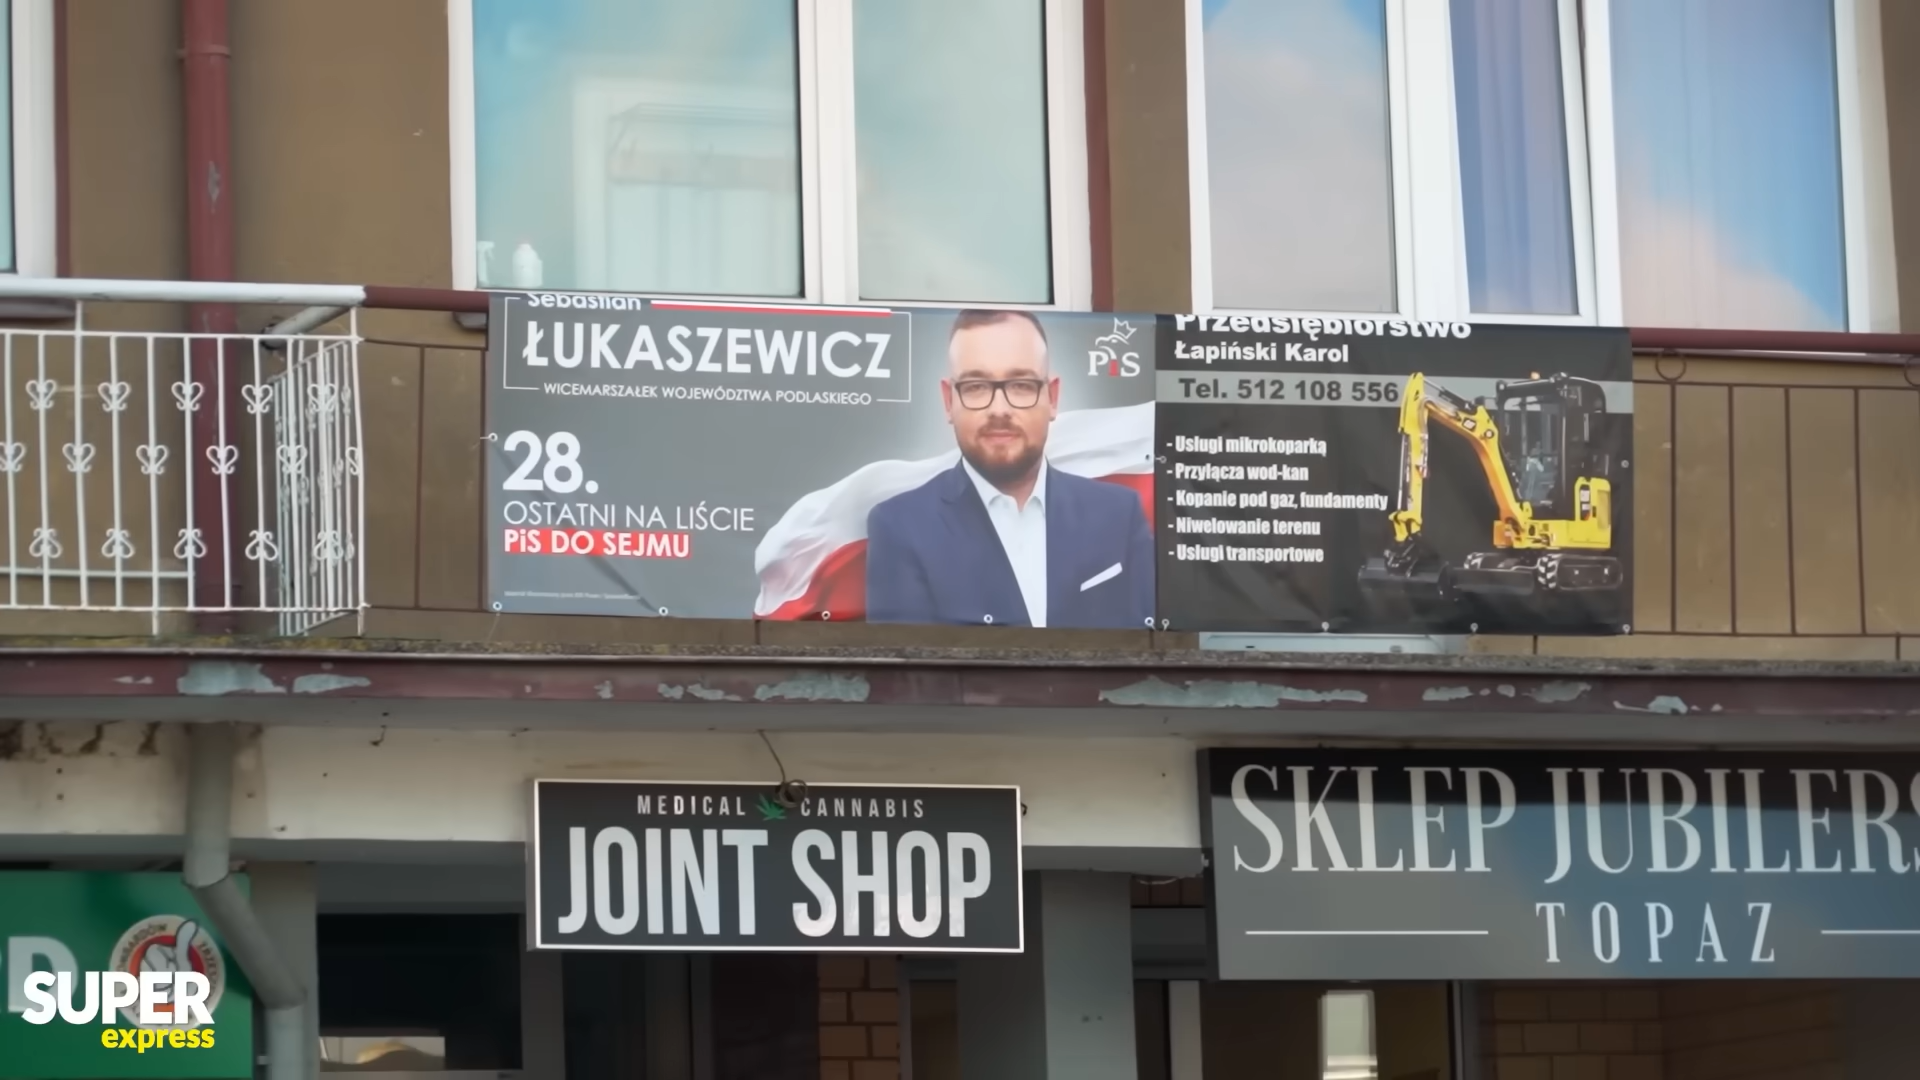 Sebastian
ŁUKASZEWICZ
WICEMARSZAŁEK WOJEWÓDZTWA PODLASKIEGO
PiS
28.
OSTATNI NA LIŚCIE
PiS DO SEJMU
Przedsiębiorstwo
Łapiński Karol
Tel. 512 108 556
- Usługi mikrokoparką
- Przyłącza wod-kan
- Kopanie pod gaz, fundamenty
- Niwelowanie terenu
- Usługi transportowe
MEDICAL CANNABIS
JOINT SHOP
SKLEP JUBILERS
TOPAZ
SUPER
express